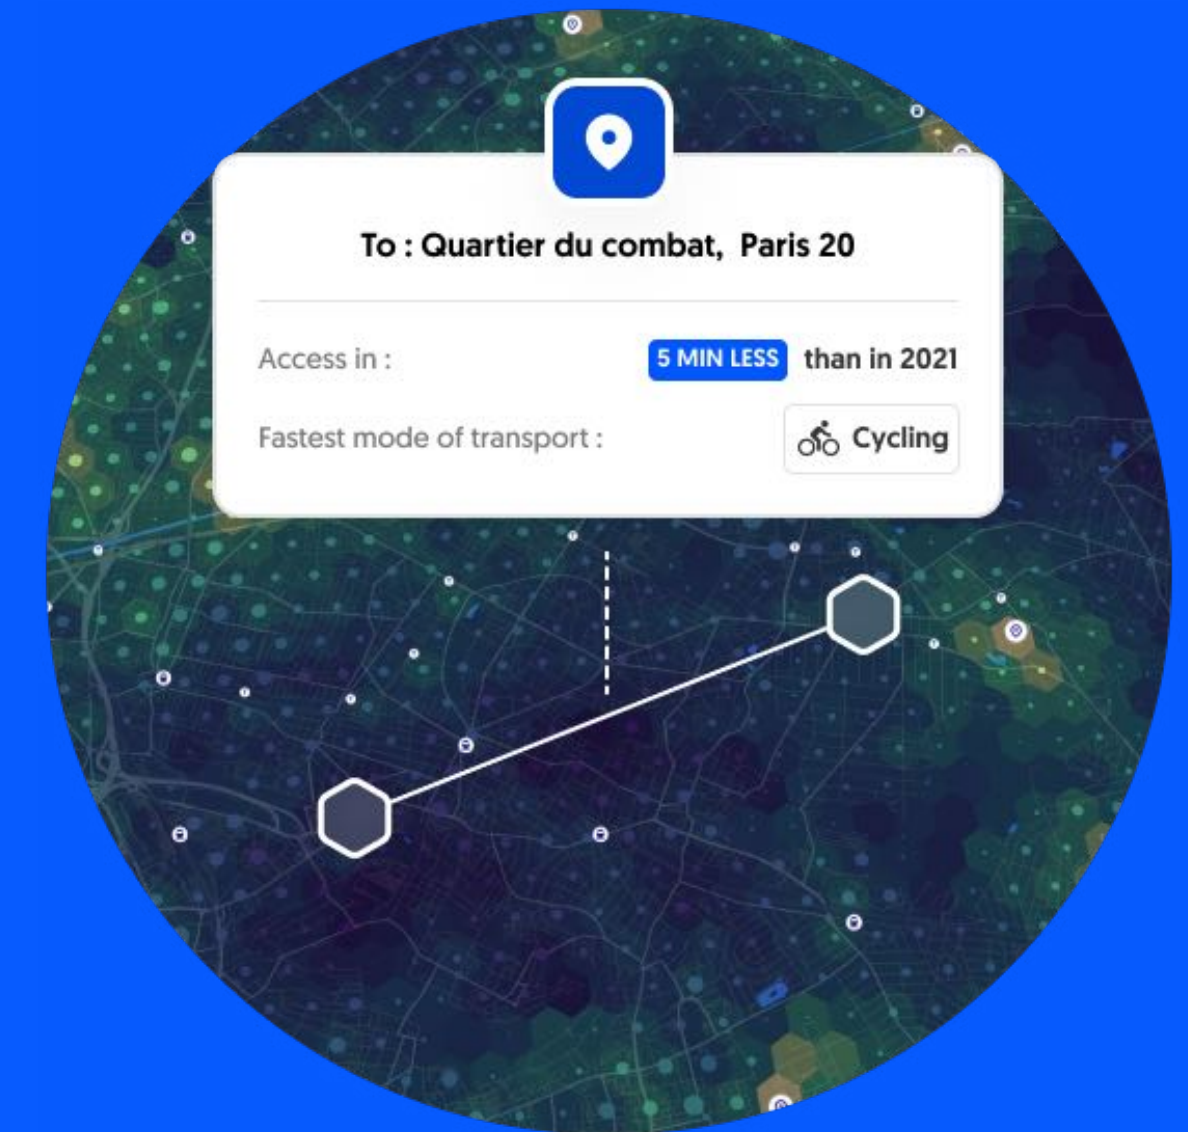 To : Quartier du combat, Paris 20
Access in : 5 MIN LESS than in 2021
Fastest mode of transport : Cycling